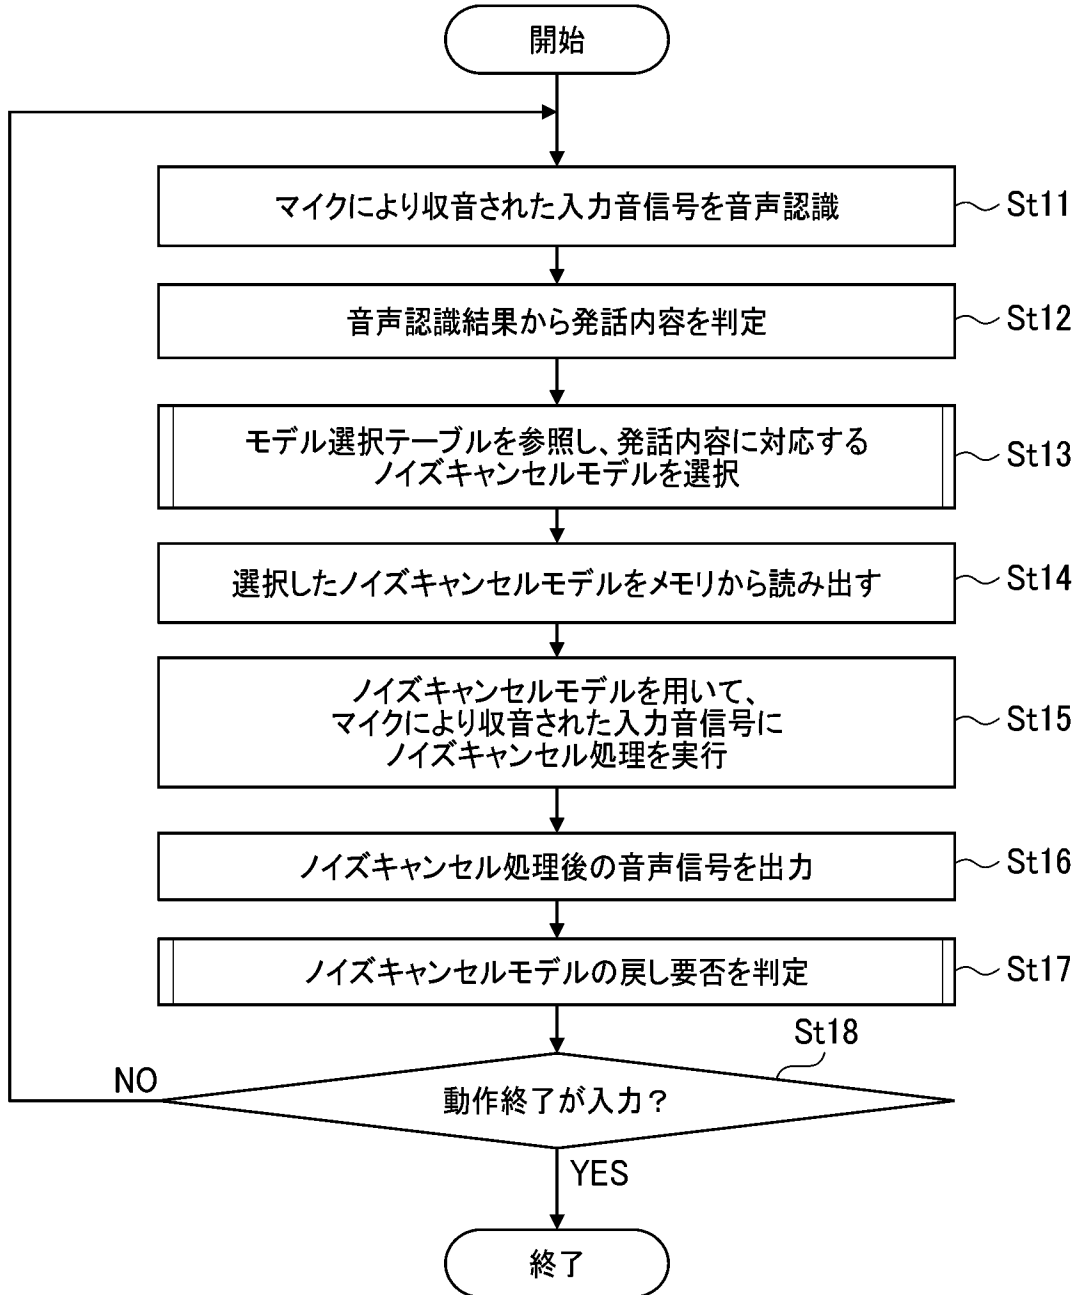 開始
マイクにより収音された入力音信号を音声認識
St11
音声認識結果から発話内容を判定
St12
モデル選択テーブルを参照し、発話内容に対応する
ノイズキャンセルモデルを選択
St13
選択したノイズキャンセルモデルをメモリから読み出す
St14
ノイズキャンセルモデルを用いて、
マイクにより収音された入力音信号に
ノイズキャンセル処理を実行
St15
ノイズキャンセル処理後の音声信号を出力
St16
ノイズキャンセルモデルの戻し要否を判定
St17
St18
NO
動作終了が入力？
YES
終了